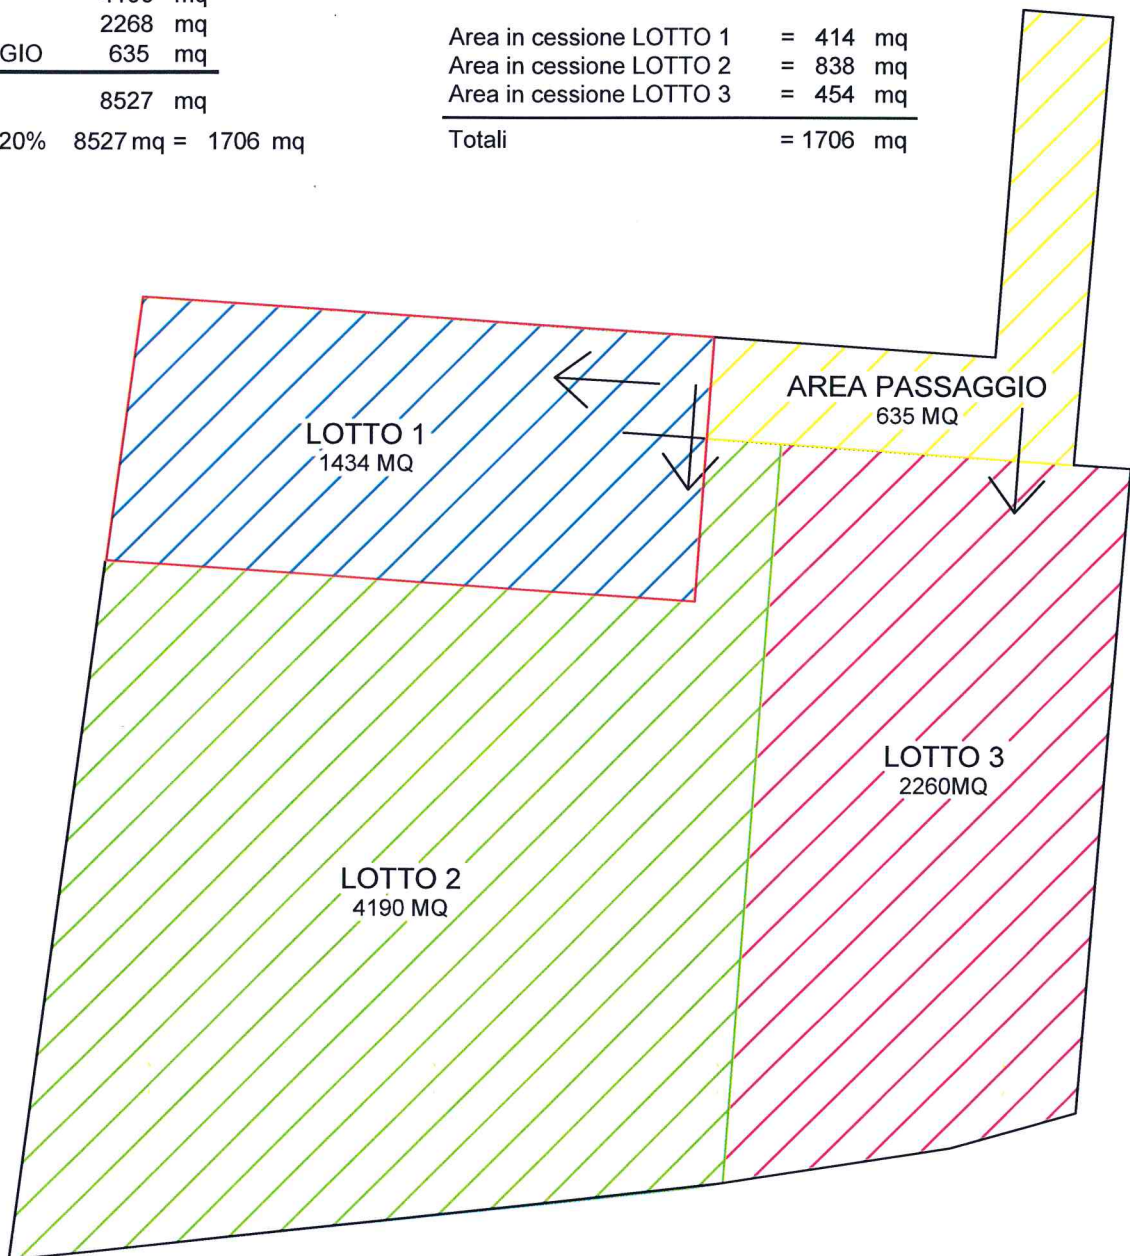 mq
2268 mq
GIO 635 mq
8527 mq
20% 8527 mq = 1706 mq
Area in cessione LOTTO 1 = 414 mq
Area in cessione LOTTO 2 = 838 mq
Area in cessione LOTTO 3 = 454 mq
Totali = 1706 mq
AREA PASSAGGIO
635 MQ
LOTTO 1
1434 MQ
LOTTO 3
2260MQ
LOTTO 2
4190 MQ